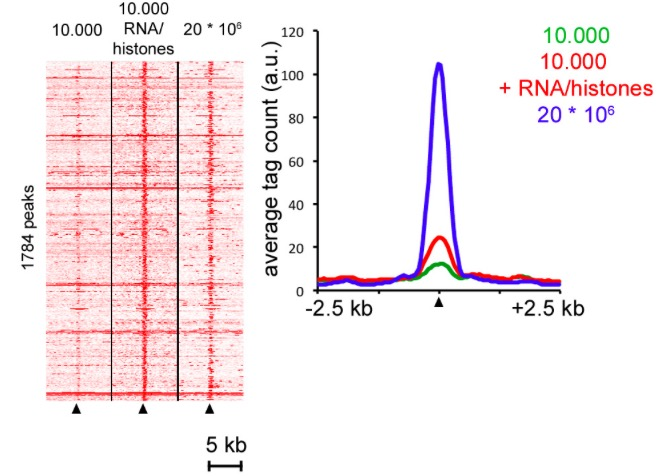 10.000
10.000
RNA/
histones
20 * 10⁶
1784 peaks
5 kb
average tag count (a.u.)
120
100
80
60
40
20
0
-2.5 kb
+2.5 kb
10.000
10.000
+ RNA/histones
20 * 10⁶